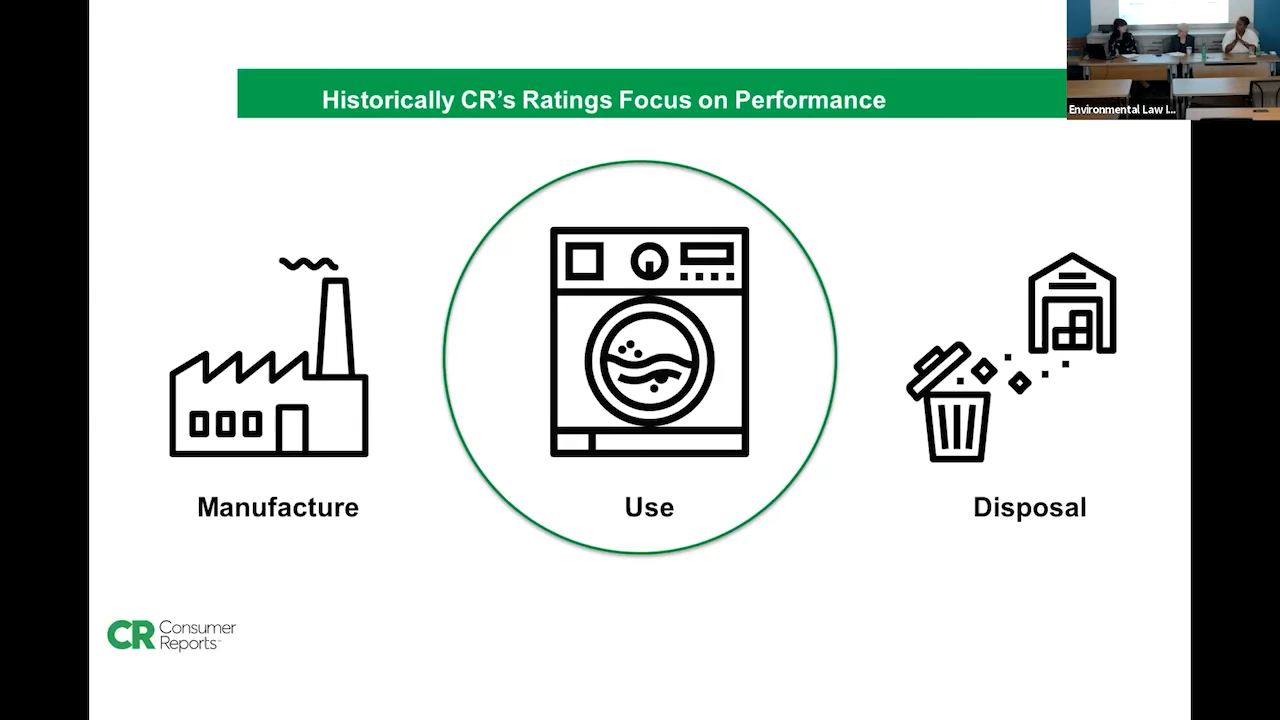 Historically CR's Ratings Focus on Performance
Environmental Law I...
Manufacture
Use
Disposal
CR Consumer
Reports